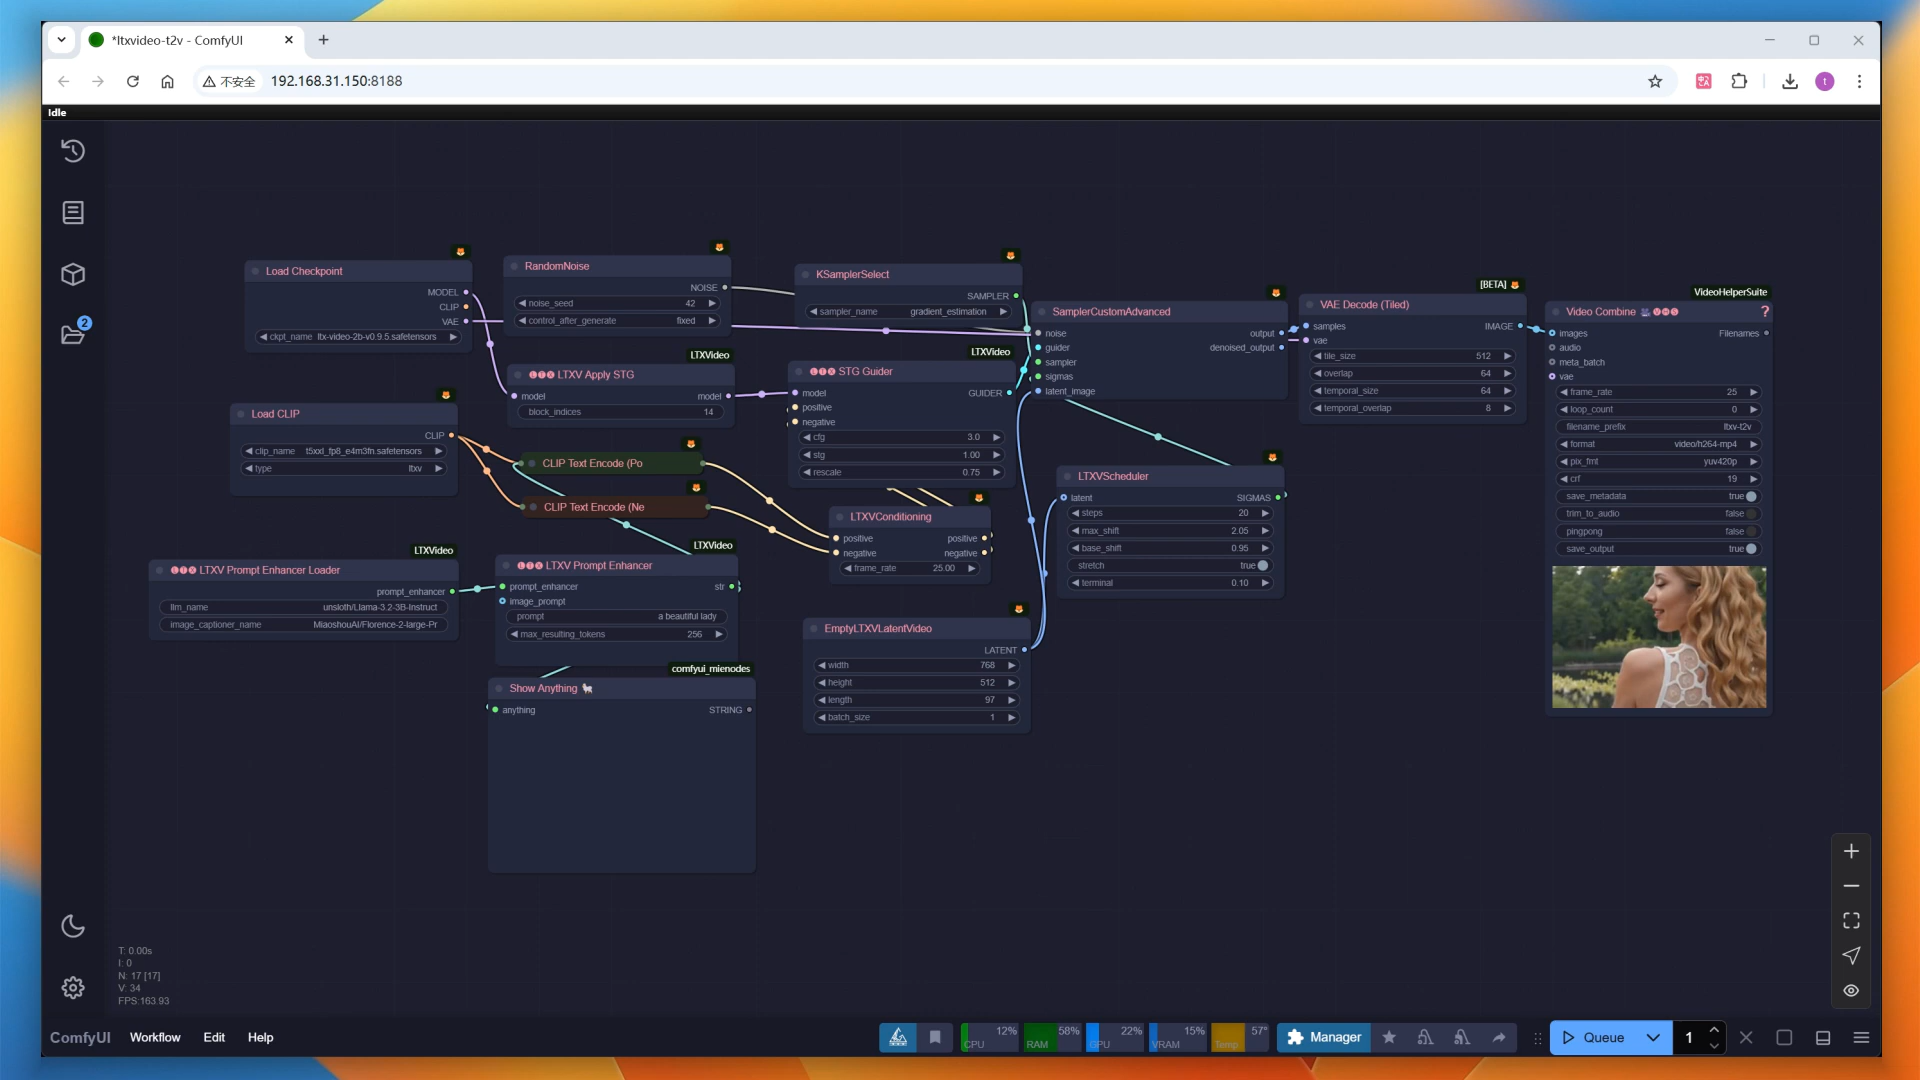 *ltxvideo-t2v - ComfyUI
不安全
192.168.31.150:8188
t
Idle
2
Load Checkpoint
MODEL
CLIP
VAE
ckpt_name ltx-video-2b-v0.9.5.safetensors
RandomNoise
NOISE
noise_seed 42
control_after_generate fixed
KSamplerSelect
SAMPLER
sampler_name gradient_estimation
SamplerCustomAdvanced
noise output
guider denoised_output
sampler
sigmas
latent_image
[BETA]
VAE Decode (Tiled)
samples IMAGE
vae
tile_size 512
overlap 64
temporal_size 64
temporal_overlap 8
VideoHelperSuite
Video Combine VHS ?
images Filenames
audio
meta_batch
vae
frame_rate 25
loop_count 0
filename_prefix ltxv-t2v
format video/h264-mp4
pix_fmt yuv420p
crf 19
save_metadata true
trim_to_audio false
pingpong false
save_output true
LTXVideo
LTX LTXV Apply STG
model model
block_indices 14
LTXVideo
LTX STG Guider
model GUIDER
positive
negative
cfg 3.0
stg 1.00
rescale 0.75
Load CLIP
CLIP
clip_name t5xxl_fp8_e4m3fn.safetensors
type ltxv
CLIP Text Encode (Po
CLIP Text Encode (Ne
LTXVConditioning
positive positive
negative negative
frame_rate 25.00
LTXVScheduler
latent SIGMAS
steps 20
max_shift 2.05
base_shift 0.95
stretch true
terminal 0.10
LTXVideo
LTX LTXV Prompt Enhancer Loader
prompt_enhancer
llm_name unsloth/Llama-3.2-3B-Instruct
image_captioner_name MiaoshouAI/Florence-2-large-Pr
LTXVideo
LTX LTXV Prompt Enhancer
prompt_enhancer str
image_prompt
prompt a beautiful lady
max_resulting_tokens 256
EmptyLTXVLatentVideo
LATENT
width 768
height 512
length 97
batch_size 1
comfyui_mienodes
Show Anything
anything STRING
T: 0.00s
I: 0
N: 17 [17]
V: 34
FPS:163.93
ComfyUI Workflow Edit Help
CPU 12%
RAM 58%
GPU 22%
VRAM 15%
Temp 57°
Manager
Queue
1